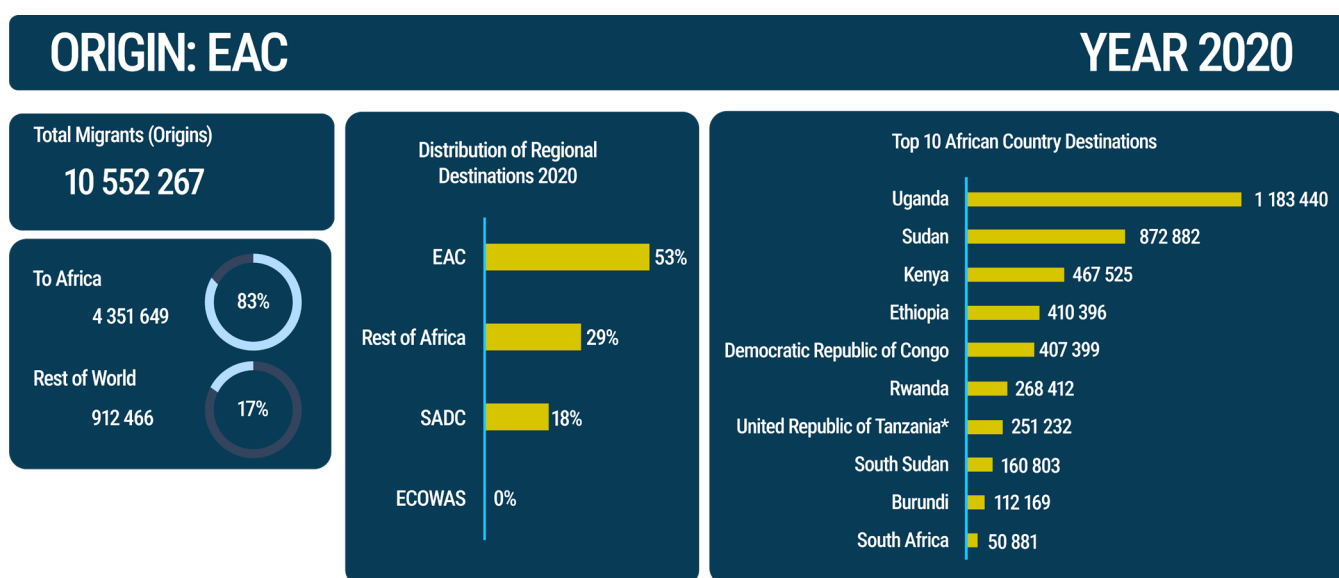 ORIGIN: EAC
YEAR 2020
Total Migrants (Origins)
10 552 267
To Africa
4 351 649
83%
Rest of World
912 466
17%
Distribution of Regional
Destinations 2020
EAC 53%
Rest of Africa 29%
SADC 18%
ECOWAS 0%
Top 10 African Country Destinations
Uganda 1 183 440
Sudan 872 882
Kenya 467 525
Ethiopia 410 396
Democratic Republic of Congo 407 399
Rwanda 268 412
United Republic of Tanzania* 251 232
South Sudan 160 803
Burundi 112 169
South Africa 50 881